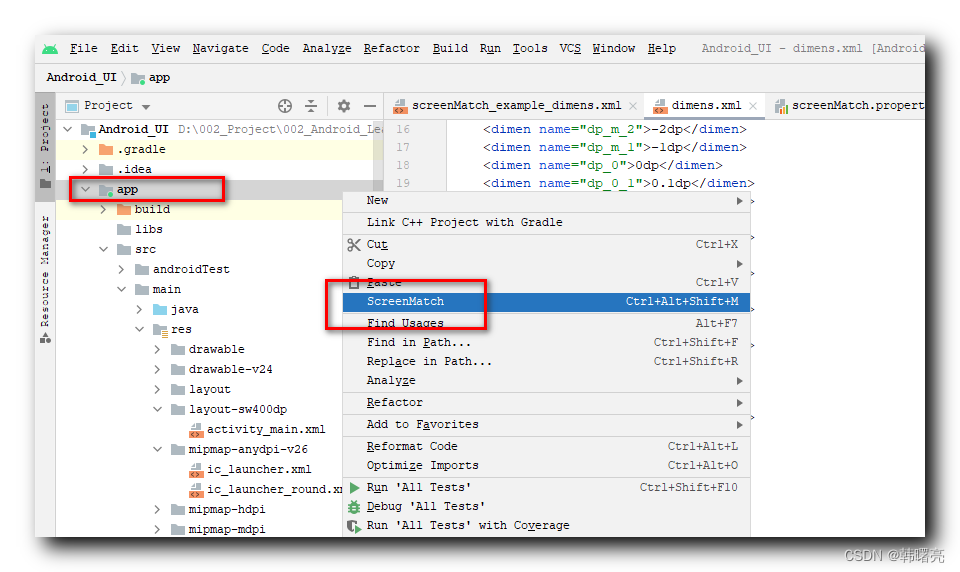 File Edit View Navigate Code Analyze Refactor Build Run Tools VCS Window Help Android_UI - dimens.xml [Android
Android_UI app
Project
screenMatch_example_dimens.xml dimens.xml screenMatch.propert
1: Project
Resource Manager
Android_UI D:\002_Project\002_Android_Lea
.gradle
.idea
app
build
libs
src
androidTest
main
java
res
drawable
drawable-v24
layout
layout-sw400dp
activity_main.xml
mipmap-anydpi-v26
ic_launcher.xml
ic_launcher_round.xm
mipmap-hdpi
mipmap-mdpi
16 <dimen name="dp_m_2">-2dp</dimen>
17 <dimen name="dp_m_1">-1dp</dimen>
18 <dimen name="dp_0">0dp</dimen>
19 <dimen name="dp_0_1">0.1dp</dimen>
New
Link C++ Project with Gradle
Cut Ctrl+X
Copy
Paste Ctrl+V
ScreenMatch Ctrl+Alt+Shift+M
Find Usages Alt+F7
Find in Path... Ctrl+Shift+F
Replace in Path... Ctrl+Shift+R
Analyze
Refactor
Add to Favorites
Reformat Code Ctrl+Alt+L
Optimize Imports Ctrl+Alt+O
Run 'All Tests' Ctrl+Shift+F10
Debug 'All Tests'
Run 'All Tests' with Coverage
CSDN @韩曙亮